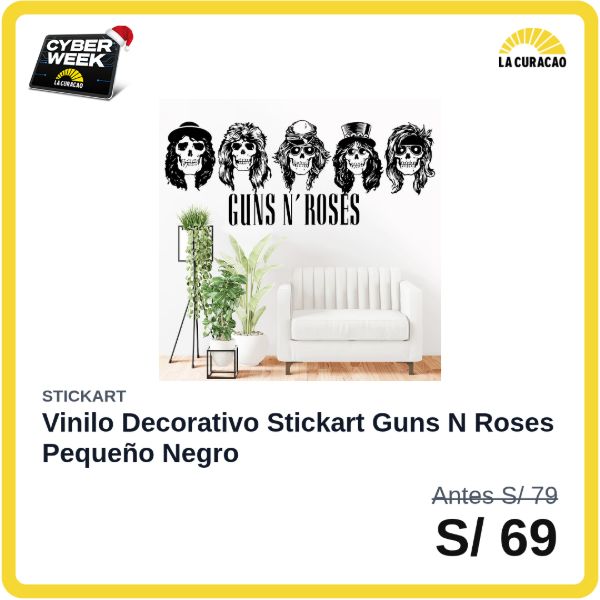 CYBER
WEEK
LA CURACAO
LA CURACAO
GUNS N' ROSES
STICKART
Vinilo Decorativo Stickart Guns N Roses
Pequeño Negro
Antes S/ 79
S/ 69